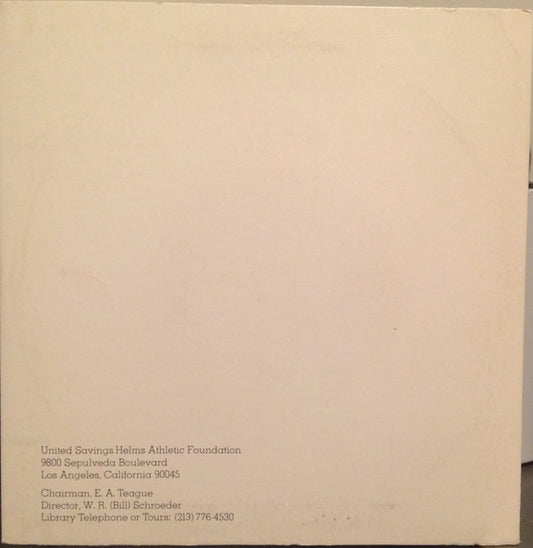 United Savings Helms Athletic Foundation
9800 Sepulveda Boulevard
Los Angeles, California 90045
Chairman, E. A. Teague
Director, W. R. (Bill) Schroeder
Library Telephone or Tours: (213) 776-4530